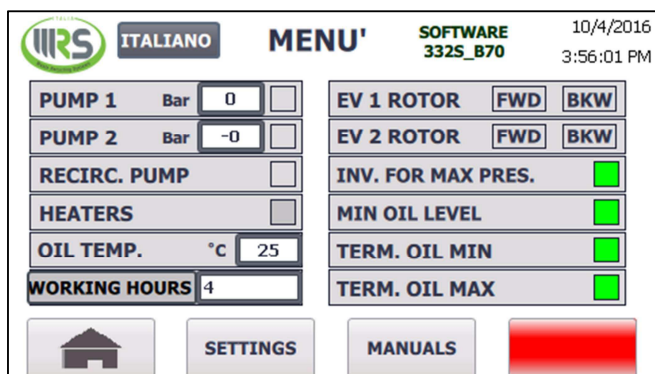 ITALIA
WRS
ITALIANO
MENU'
SOFTWARE
332S_B70
10/4/2016
3:56:01 PM
PUMP 1 Bar 0
PUMP 2 Bar -0
RECIRC. PUMP
HEATERS
OIL TEMP. °C 25
WORKING HOURS 4
EV 1 ROTOR FWD BKW
EV 2 ROTOR FWD BKW
INV. FOR MAX PRES.
MIN OIL LEVEL
TERM. OIL MIN
TERM. OIL MAX
SETTINGS
MANUALS